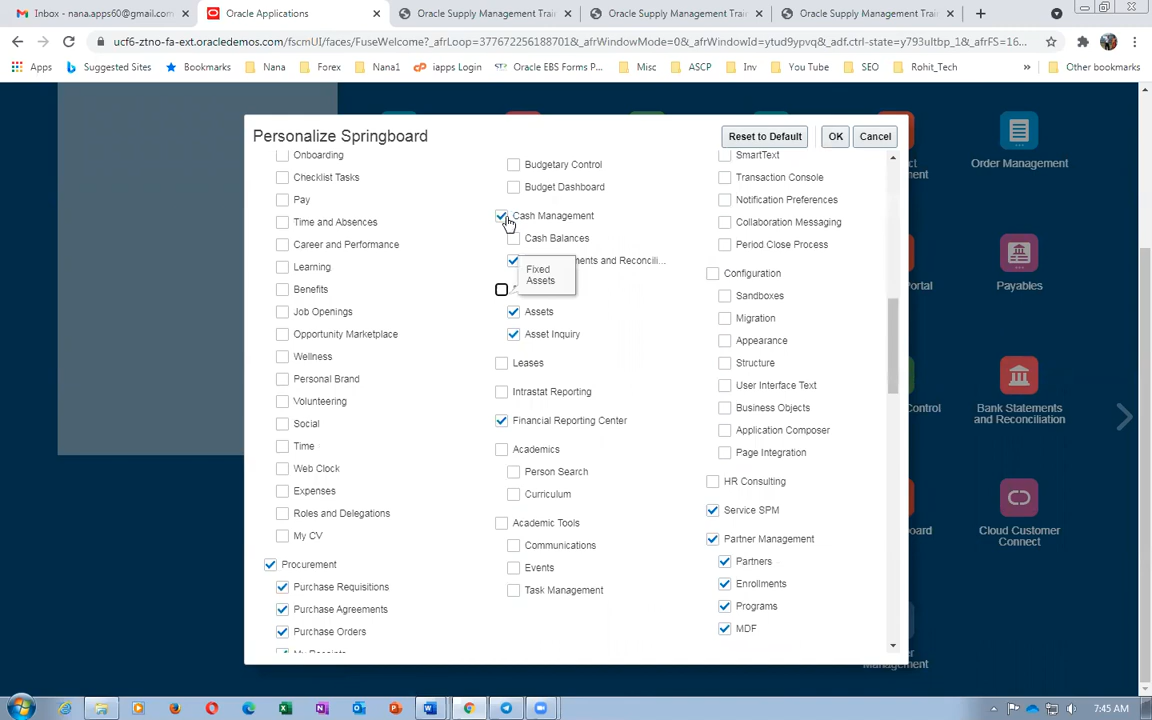 Inbox - nana.apps60@gmail.com
Oracle Applications
Oracle Supply Management Trai
Oracle Supply Management Trai
Oracle Supply Management Trai
ucf6-ztno-fa-ext.oracledemos.com/fscmUI/faces/FuseWelcome?_afrLoop=377672256188701&_afrWindowMode=0&_afrWindowId=ytud9ypvq&_adf.ctrl-state=y793ultbp_1&_afrFS=16...
Apps
Suggested Sites
Bookmarks
Nana
Forex
Nana1
iapps Login
Oracle EBS Forms P...
Misc
ASCP
Inv
You Tube
SEO
Rohit_Tech
Other bookmarks
Personalize Springboard
Reset to Default
OK
Cancel
Onboarding
Checklist Tasks
Pay
Time and Absences
Career and Performance
Learning
Benefits
Job Openings
Opportunity Marketplace
Wellness
Personal Brand
Volunteering
Social
Time
Web Clock
Expenses
Roles and Delegations
My CV
Procurement
Purchase Requisitions
Purchase Agreements
Purchase Orders
My Receipts
Budgetary Control
Budget Dashboard
Cash Management
Cash Balances
ments and Reconcili...
Fixed
Assets
Assets
Asset Inquiry
Leases
Intrastat Reporting
Financial Reporting Center
Academics
Person Search
Curriculum
Academic Tools
Communications
Events
Task Management
SmartText
Transaction Console
Notification Preferences
Collaboration Messaging
Period Close Process
Configuration
Sandboxes
Migration
Appearance
Structure
User Interface Text
Business Objects
Application Composer
Page Integration
HR Consulting
Service SPM
Partner Management
Partners
Enrollments
Programs
MDF
Order Management
Portal
Payables
Control
Bank Statements
and Reconciliation
Cloud Customer
Connect
Management
7:45 AM